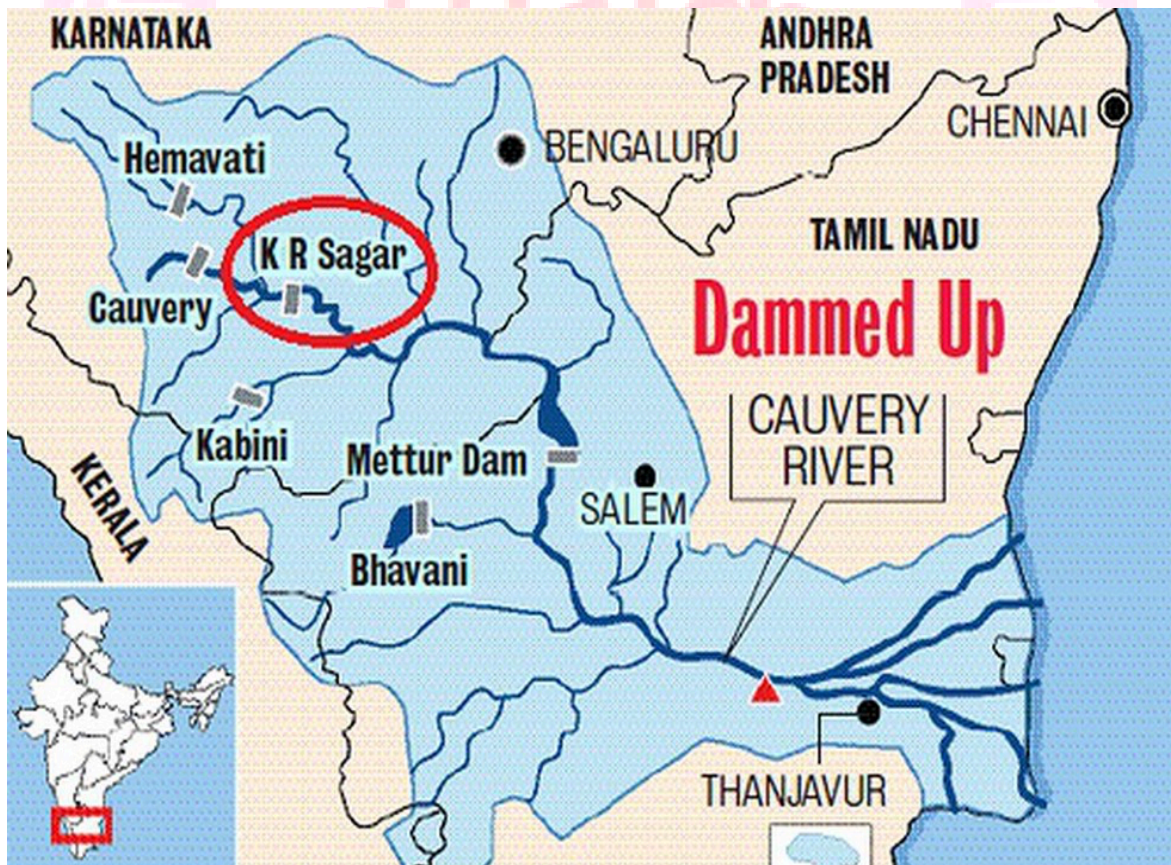 KARNATAKA
ANDHRA
PRADESH
CHENNAI
BENGALURU
Hemavati
K R Sagar
TAMIL NADU
Cauvery
Dammed Up
CAUVERY
RIVER
Kabini
Mettur Dam
KERALA
SALEM
Bhavani
THANJAVUR